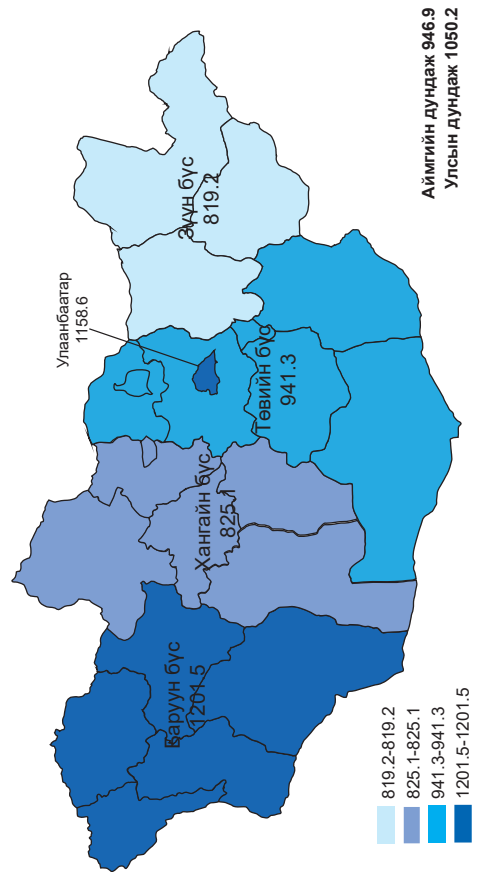 Улаанбаатар
1158.6
Баруун бүс
1201.5
Хангайн бүс
825.1
Төвийн бүс
941.3
Зүүн бүс
819.2
819.2-819.2
825.1-825.1
941.3-941.3
1201.5-1201.5
Аймгийн дундаж 946.9
Улсын дундаж 1050.2